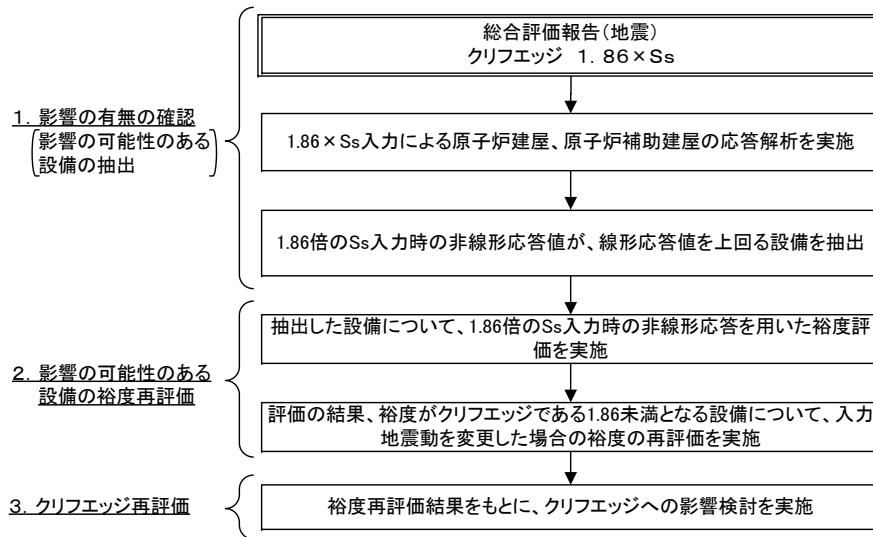 総合評価報告(地震)
クリフエッジ 1.86×Ss
1. 影響の有無の確認
影響の可能性のある
設備の抽出
1.86×Ss入力による原子炉建屋、原子炉補助建屋の応答解析を実施
1.86倍のSs入力時の非線形応答値が、線形応答値を上回る設備を抽出
2. 影響の可能性のある
設備の裕度再評価
抽出した設備について、1.86倍のSs入力時の非線形応答を用いた裕度評
価を実施
評価の結果、裕度がクリフエッジである1.86未満となる設備について、入力
地震動を変更した場合の裕度の再評価を実施
3. クリフエッジ再評価
裕度再評価結果をもとに、クリフエッジへの影響検討を実施